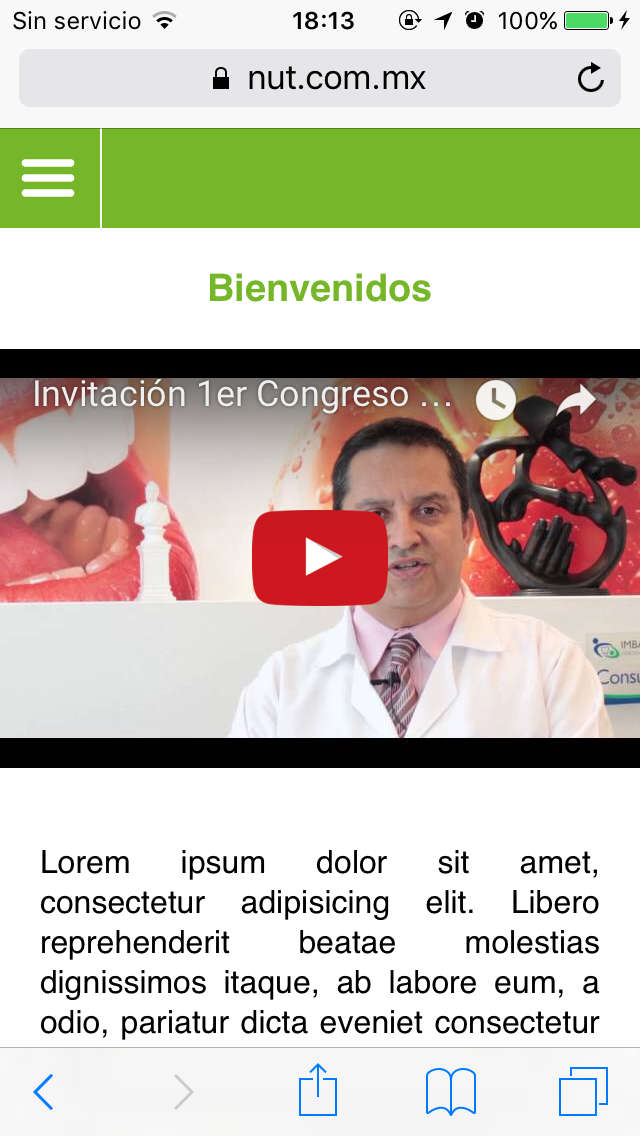 Sin servicio 18:13 100%
nut.com.mx
Bienvenidos
Invitación 1er Congreso ...
IMBA
Consu
Lorem ipsum dolor sit amet,
consectetur adipisicing elit. Libero
reprehenderit beatae molestias
dignissimos itaque, ab labore eum, a
odio, pariatur dicta eveniet consectetur